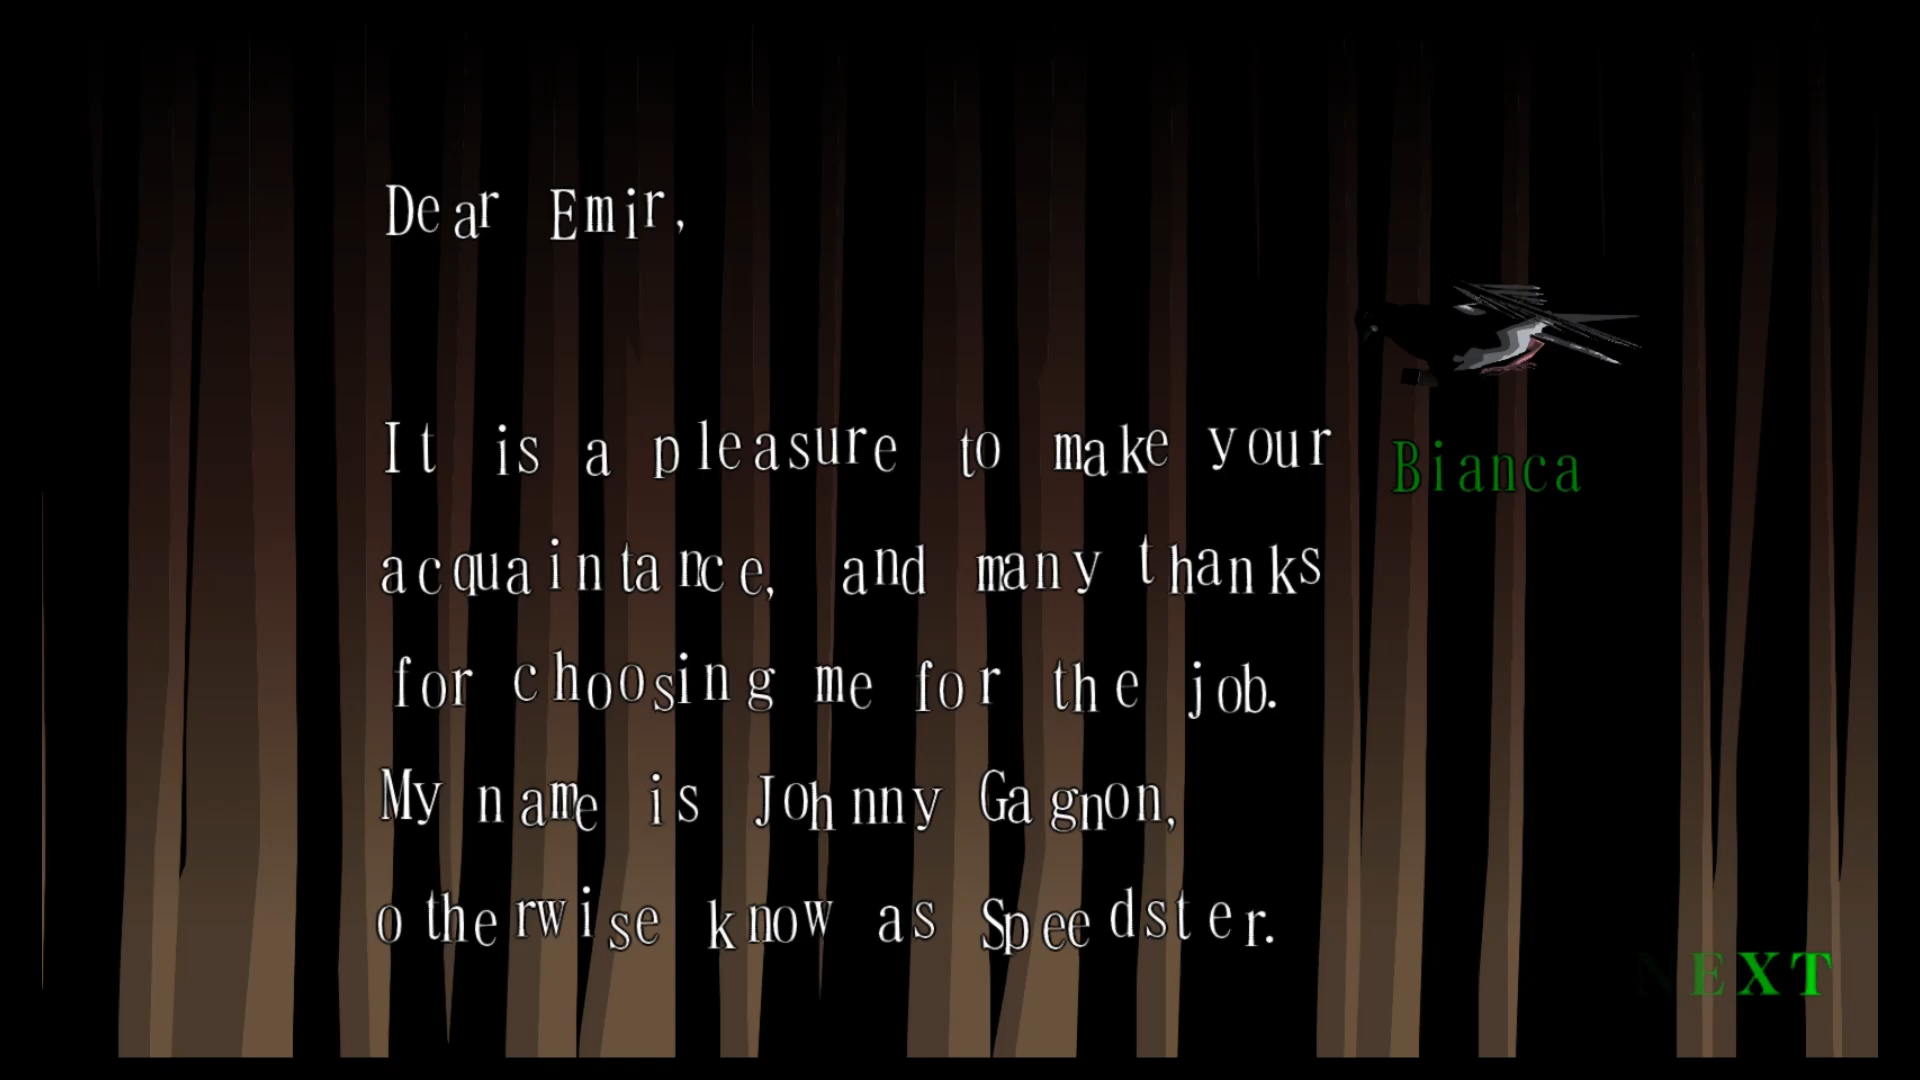 Dear Emir,
It is a pleasure to make your
acquaintance, and many thanks
for choosing me for the job.
My name is Johnny Gagnon,
otherwise know as Speedster.
Bianca
NEXT